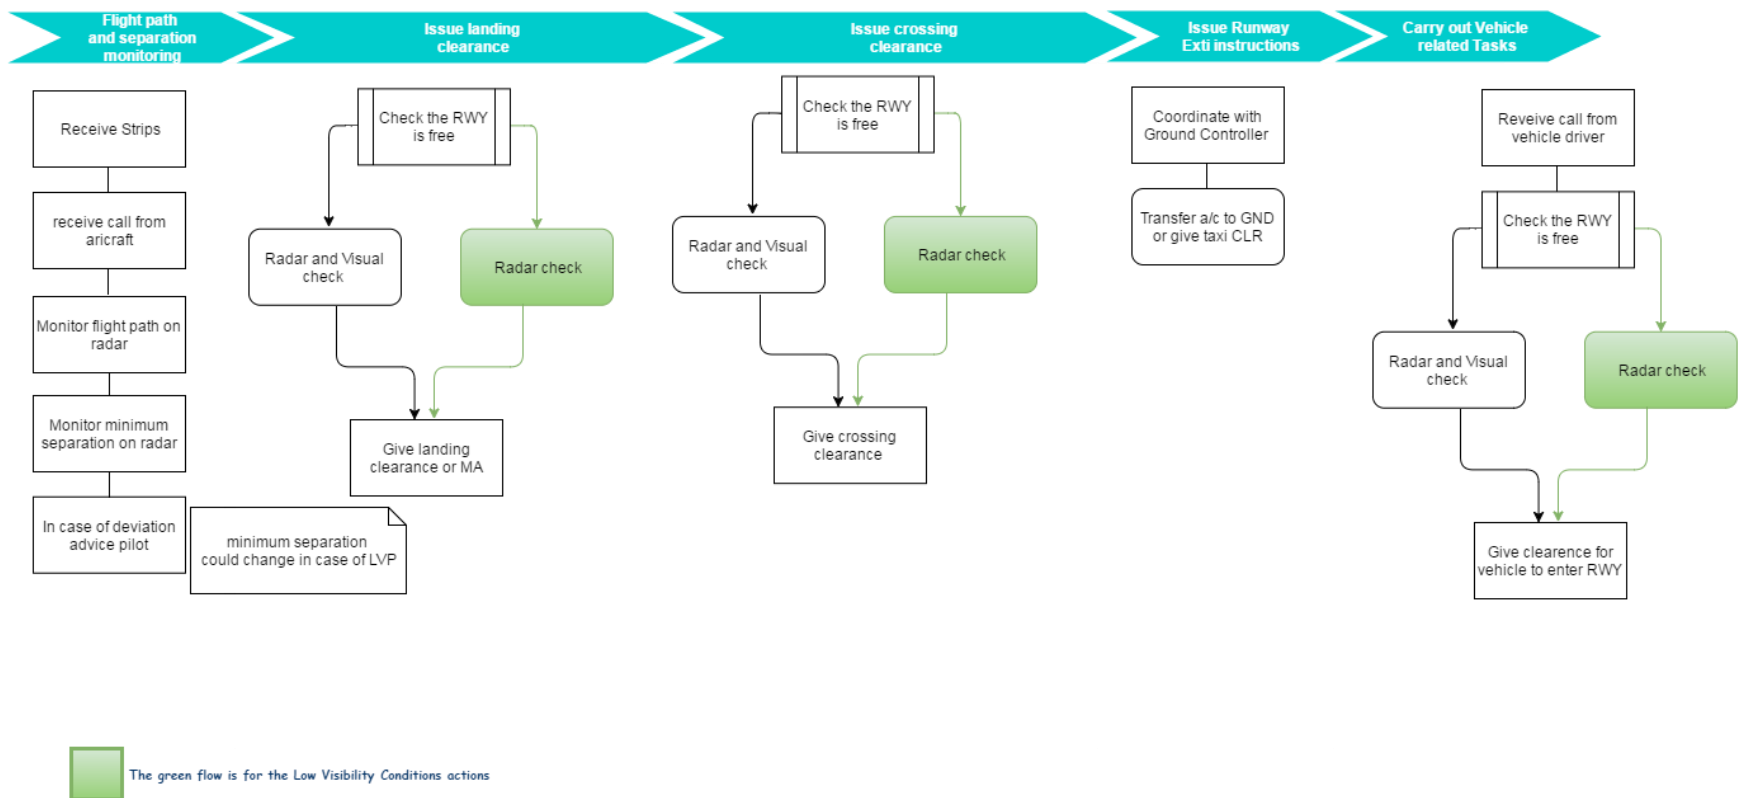 Flight path
and separation
monitoring
Issue landing
clearance
Issue crossing
clearance
Issue Runway
Exti instructions
Carry out Vehicle
related Tasks
Receive Strips
receive call from
aricraft
Monitor flight path on
radar
Monitor minimum
separation on radar
In case of deviation
advice pilot
minimum separation
could change in case of LVP
Check the RWY
is free
Radar and Visual
check
Radar check
Give landing
clearance or MA
Check the RWY
is free
Radar and Visual
check
Radar check
Give crossing
clearance
Coordinate with
Ground Controller
Transfer a/c to GND
or give taxi CLR
Reveive call from
vehicle driver
Check the RWY
is free
Radar and Visual
check
Radar check
Give clearence for
vehicle to enter RWY
The green flow is for the Low Visibility Conditions actions